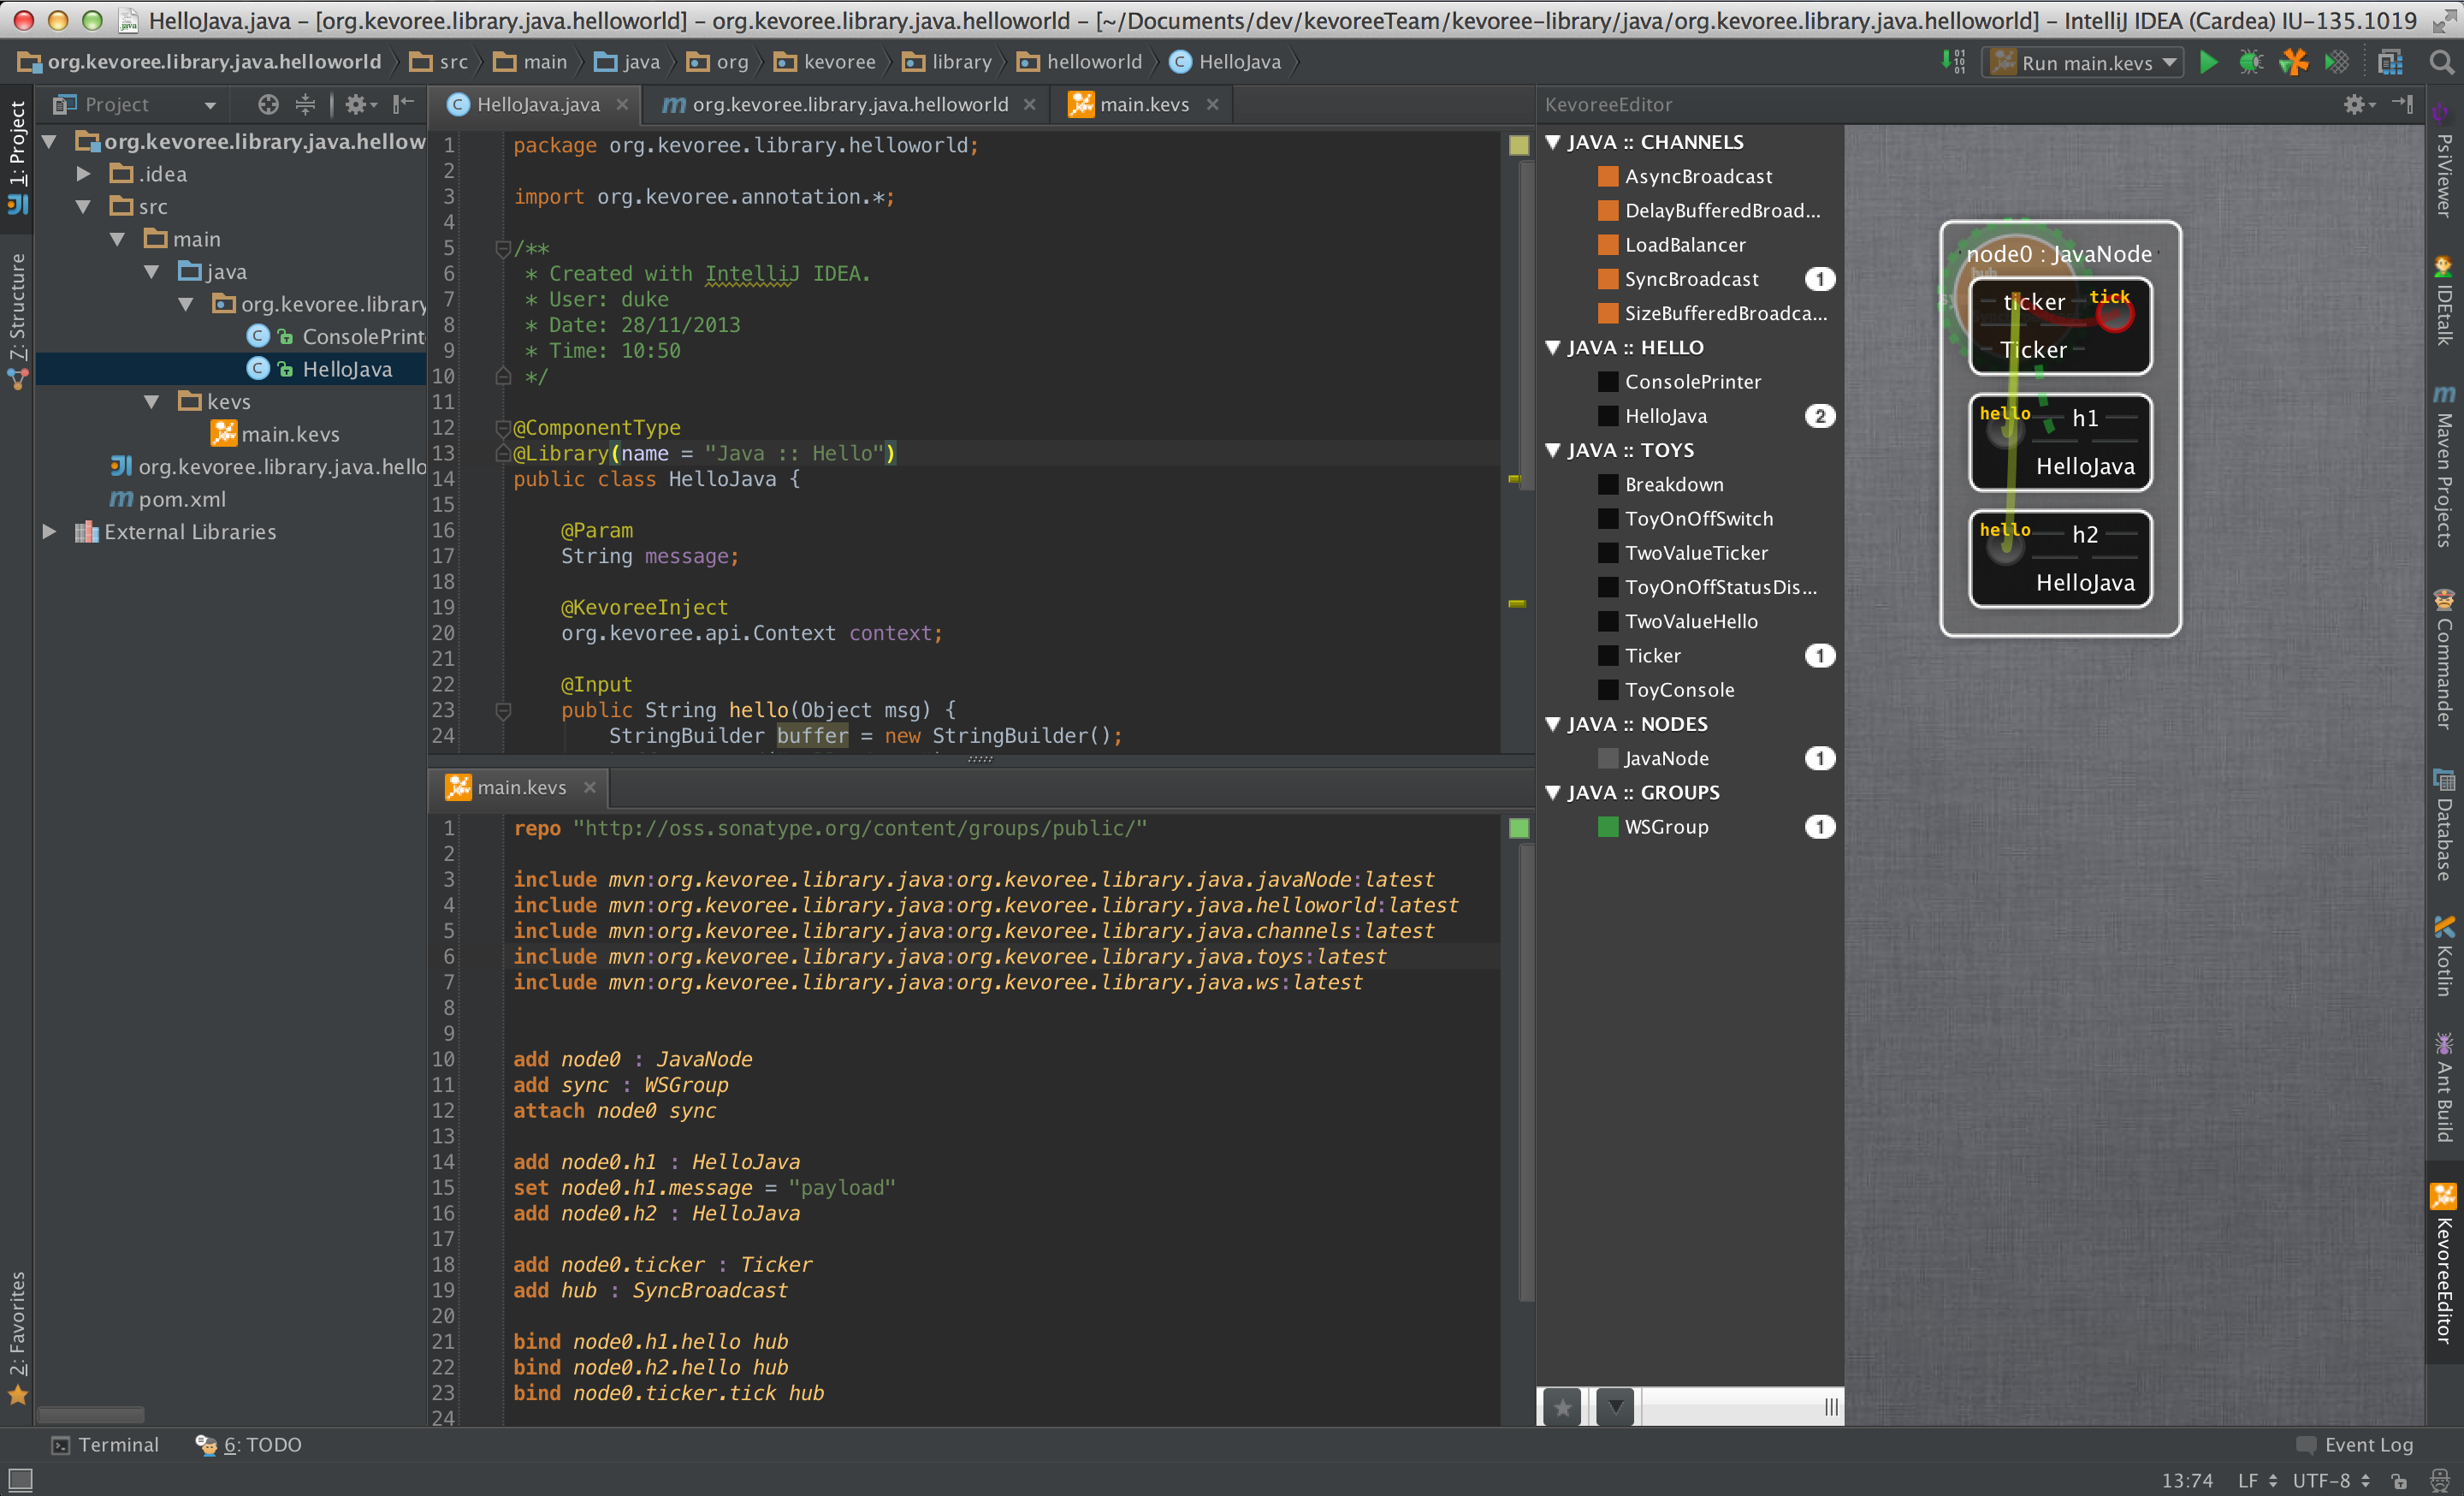 HelloJava.java – [org.kevoree.library.java.helloworld] – org.kevoree.library.java.helloworld – [~/Documents/dev/kevoreeTeam/kevoree-library/java/org.kevoree.library.java.helloworld] – IntelliJ IDEA (Cardea) IU-135.1019
org.kevoree.library.java.helloworld src main java org kevoree library helloworld HelloJava Run main.kevs
1: Project
7: Structure
2: Favorites
Project
org.kevoree.library.java.hellow
.idea
src
main
java
org.kevoree.library
ConsolePrint
HelloJava
kevs
main.kevs
org.kevoree.library.java.hello
pom.xml
External Libraries
HelloJava.java org.kevoree.library.java.helloworld main.kevs
1 package org.kevoree.library.helloworld;
2
3 import org.kevoree.annotation.*;
4
5 /**
6 * Created with IntelliJ IDEA.
7 * User: duke
8 * Date: 28/11/2013
9 * Time: 10:50
10 */
11
12 @ComponentType
13 @Library(name = "Java :: Hello")
14 public class HelloJava {
15
16 @Param
17 String message;
18
19 @KevoreeInject
20 org.kevoree.api.Context context;
21
22 @Input
23 public String hello(Object msg) {
24 StringBuilder buffer = new StringBuilder();
main.kevs
1 repo "http://oss.sonatype.org/content/groups/public/"
2
3 include mvn:org.kevoree.library.java:org.kevoree.library.java.javaNode:latest
4 include mvn:org.kevoree.library.java:org.kevoree.library.java.helloworld:latest
5 include mvn:org.kevoree.library.java:org.kevoree.library.java.channels:latest
6 include mvn:org.kevoree.library.java:org.kevoree.library.java.toys:latest
7 include mvn:org.kevoree.library.java:org.kevoree.library.java.ws:latest
8
9
10 add node0 : JavaNode
11 add sync : WSGroup
12 attach node0 sync
13
14 add node0.h1 : HelloJava
15 set node0.h1.message = "payload"
16 add node0.h2 : HelloJava
17
18 add node0.ticker : Ticker
19 add hub : SyncBroadcast
20
21 bind node0.h1.hello hub
22 bind node0.h2.hello hub
23 bind node0.ticker.tick hub
24
KevoreeEditor
JAVA :: CHANNELS
AsyncBroadcast
DelayBufferedBroad...
LoadBalancer
SyncBroadcast 1
SizeBufferedBroadca...
JAVA :: HELLO
ConsolePrinter
HelloJava 2
JAVA :: TOYS
Breakdown
ToyOnOffSwitch
TwoValueTicker
ToyOnOffStatusDis...
TwoValueHello
Ticker 1
ToyConsole
JAVA :: NODES
JavaNode 1
JAVA :: GROUPS
WSGroup 1
node0 : JavaNode
hub
ticker tick
Ticker
hello h1
HelloJava
hello h2
HelloJava
PsiViewer
IDEtalk
Maven Projects
Commander
Database
Kotlin
Ant Build
KevoreeEditor
Terminal 6: TODO Event Log
13:74 LF UTF-8